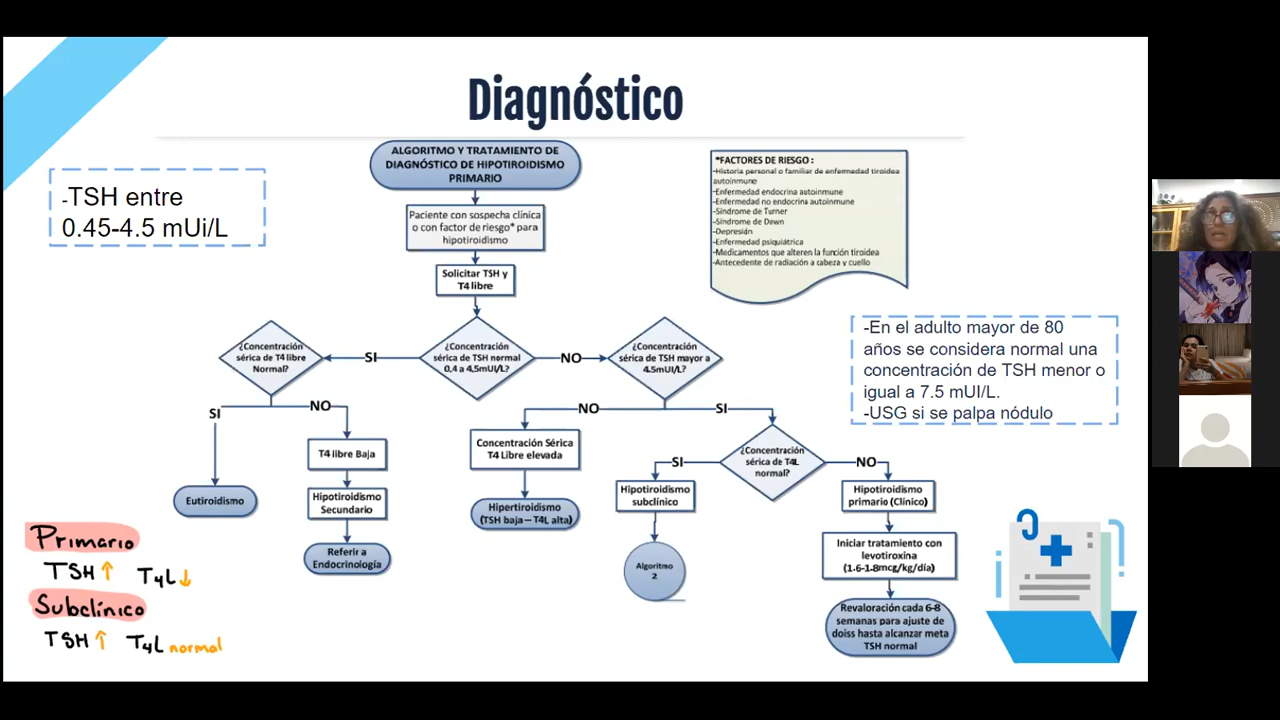 Diagnóstico
-TSH entre
0.45-4.5 mUi/L
ALGORITMO Y TRATAMIENTO DE
DIAGNÓSTICO DE HIPOTIROIDISMO
PRIMARIO
Paciente con sospecha clínica
o con factor de riesgo* para
hipotiroidismo
Solicitar TSH y
T4 libre
*FACTORES DE RIESGO :
-Historia personal o familiar de enfermedad tiroidea
autoinmune
-Enfermedad endocrina autoinmune
-Enfermedad no endocrina autoinmune
-Síndrome de Turner
-Síndrome de Down
-Depresión
-Enfermedad psiquiátrica
-Medicamentos que alteren la función tiroidea
-Antecedente de radiación a cabeza y cuello
¿Concentración
sérica de T4 libre
Normal?
SI
¿Concentración
sérica de TSH normal
0.4 a 4.5mUI/L?
NO
¿Concentración
sérica de TSH mayor a
4.5mUI/L?
-En el adulto mayor de 80
años se considera normal una
concentración de TSH menor o
igual a 7.5 mUI/L.
-USG si se palpa nódulo
SI
NO
NO
SI
T4 libre Baja
Hipotiroidismo
Secundario
Referir a
Endocrinología
Eutiroidismo
Concentración Sérica
T4 Libre elevada
Hipertiroidismo
(TSH baja – T4L alta)
¿Concentración
sérica de T4L
normal?
SI
NO
Hipotiroidismo
subclínico
Algoritmo
2
Hipotiroidismo
primario (Clínico)
Iniciar tratamiento con
levotiroxina
(1.6-1.8mcg/kg/día)
Revaloración cada 6-8
semanas para ajuste de
doiss hasta alcanzar meta
TSH normal
Primario
TSH ↑ T4L ↓
Subclínico
TSH ↑ T4L normal